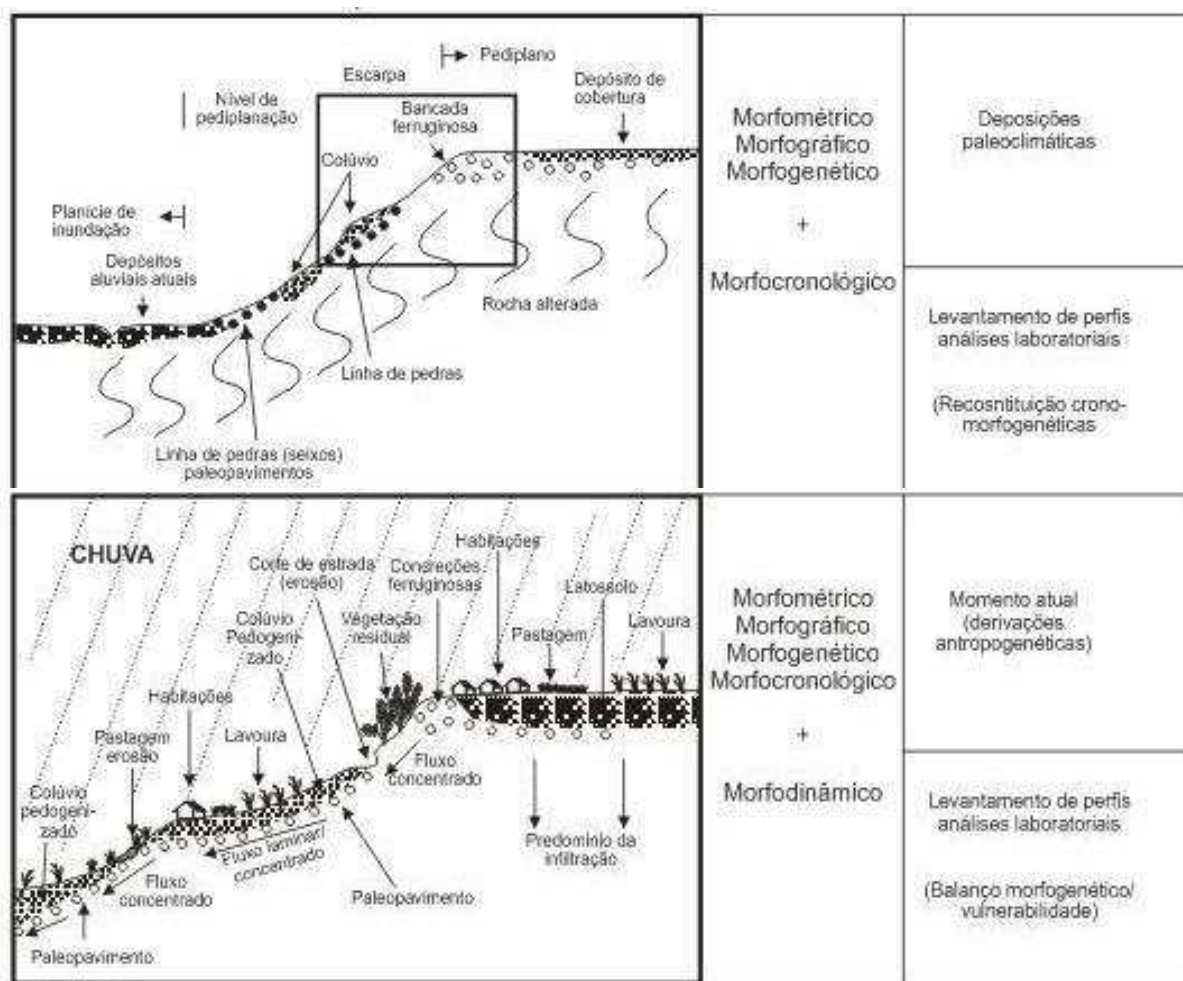 Pediplano
Escarpa
Depósito de
cobertura
Nível de
pediplanação
Bancada
ferruginosa
Colúvio
Planície de
inundação
Depósitos
aluviais atuais
Rocha alterada
Linha de pedras
Linha de pedras (seixos)
paleopavimentos
Morfométrico
Morfográfico
Morfogenético
+
Morfocronológico
Deposições
paleoclimáticas
Levantamento de perfis
análises laboratoriais
(Recosntituição crono-
morfogenéticas
CHUVA
Corte de estrada
(erosão)
Concreções
ferruginosas
Habitações
Latossolo
Colúvio
Pedogeni-
zado
Vegetação
residual
Pastagem
Lavoura
Habitações
Pastagem
erosão
Lavoura
Colúvio
pedogeni-
zado
Fluxo
concentrado
Fluxo laminar/
concentrado
Predomínio da
infiltração
Fluxo
concentrado
Paleopavimento
Paleopavimento
Morfométrico
Morfográfico
Morfogenético
Morfocronológico
+
Morfodinâmico
Momento atual
(derivações
antropogenéticas)
Levantamento de perfis
análises laboratoriais
(Balanço morfogenético/
vulnerabilidade)